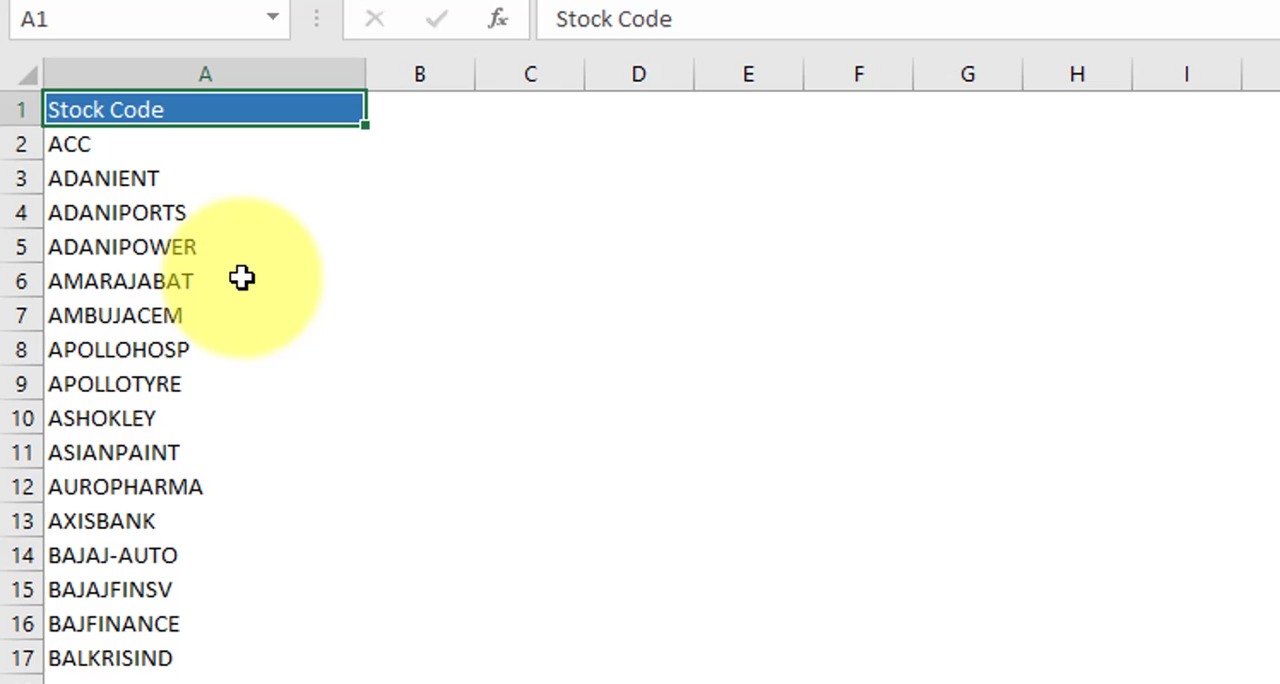 A1 fx Stock Code
A B C D E F G H I
1 Stock Code
2 ACC
3 ADANIENT
4 ADANIPORTS
5 ADANIPOWER
6 AMARAJABAT
7 AMBUJACEM
8 APOLLOHOSP
9 APOLLOTYRE
10 ASHOKLEY
11 ASIANPAINT
12 AUROPHARMA
13 AXISBANK
14 BAJAJ-AUTO
15 BAJAJFINSV
16 BAJFINANCE
17 BALKRISIND